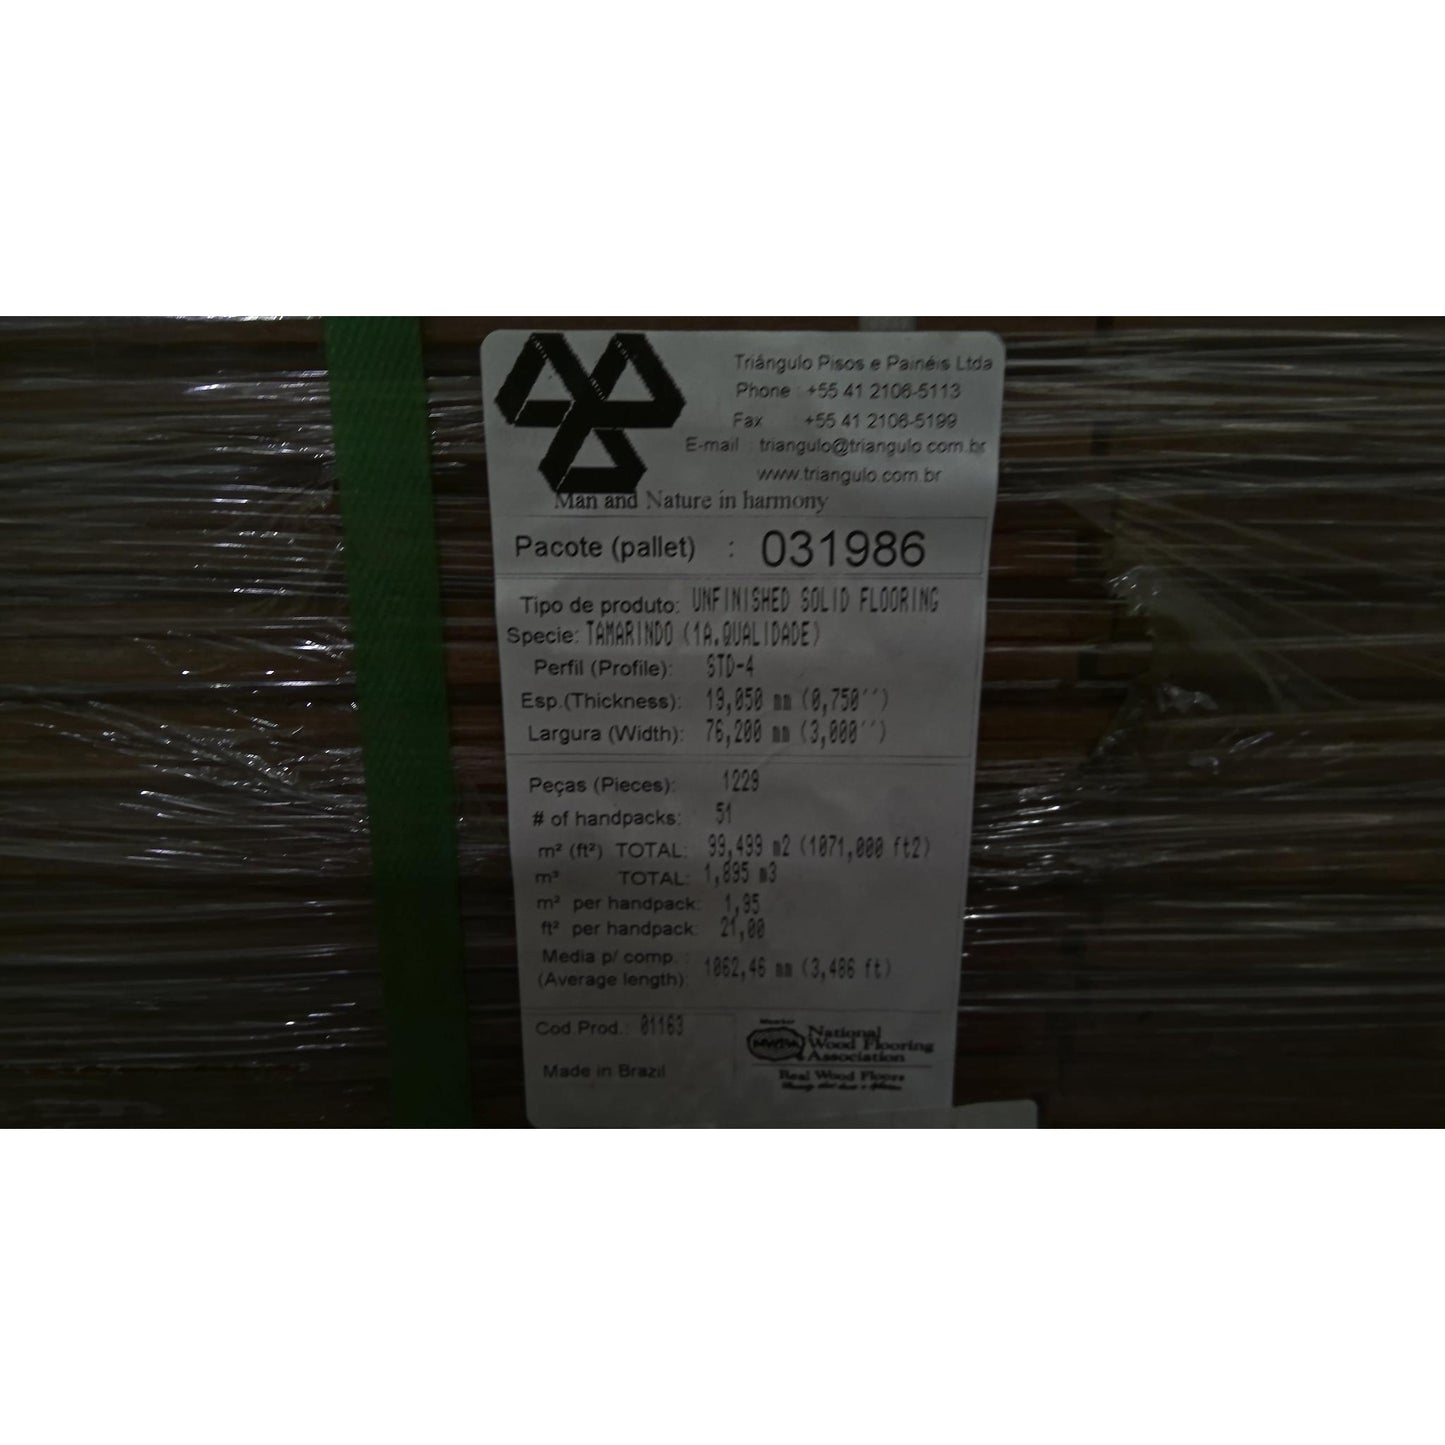 Triângulo Pisos e Painéis Ltda
Phone : +55 41 2106-5113
Fax : +55 41 2106-5199
E-mail : triangulo@triangulo.com.br
www.triangulo.com.br
Man and Nature in harmony
Pacote (pallet) : 031986
Tipo de produto: UNFINISHED SOLID FLOORING
Specie: TAMARINDO (1A.QUALIDADE)
Perfil (Profile): STD-4
Esp.(Thickness): 19,050 mm (0,750'')
Largura (Width): 76,200 mm (3,000'')
Peças (Pieces): 1229
# of handpacks: 51
m² (ft²) TOTAL: 99,499 m2 (1071,000 ft2)
m³ TOTAL: 1,895 m3
m² per handpack: 1,95
ft² per handpack: 21,00
Media p/ comp. :
(Average length): 1062,46 mm (3,486 ft)
Cod.Prod.: 01163
Made in Brazil
Member
NWFA
National
Wood Flooring
Association
Real Wood Floors